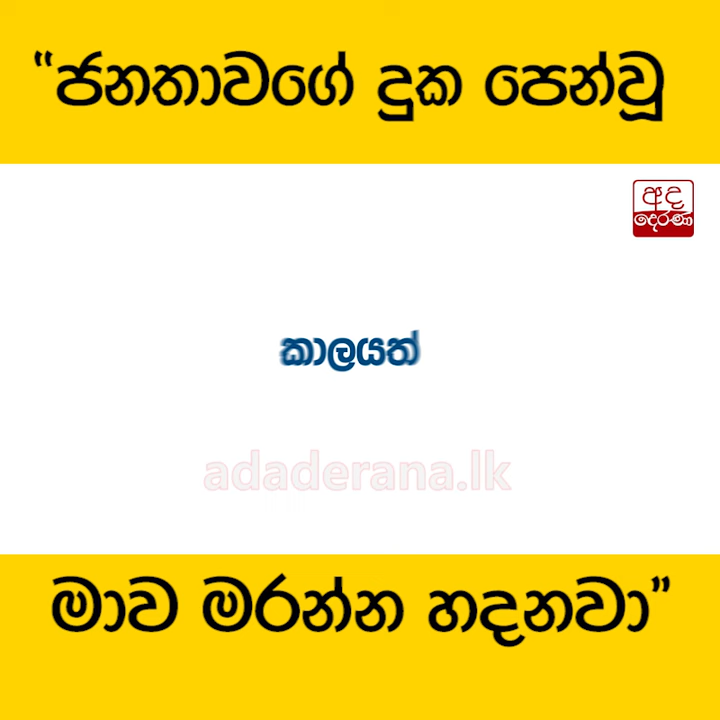 “ජනතාවගේ දුක පෙන්වූ
අද
දෙරණ
කාලයත්
adaderana.lk
මාව මරන්න හදනවා”